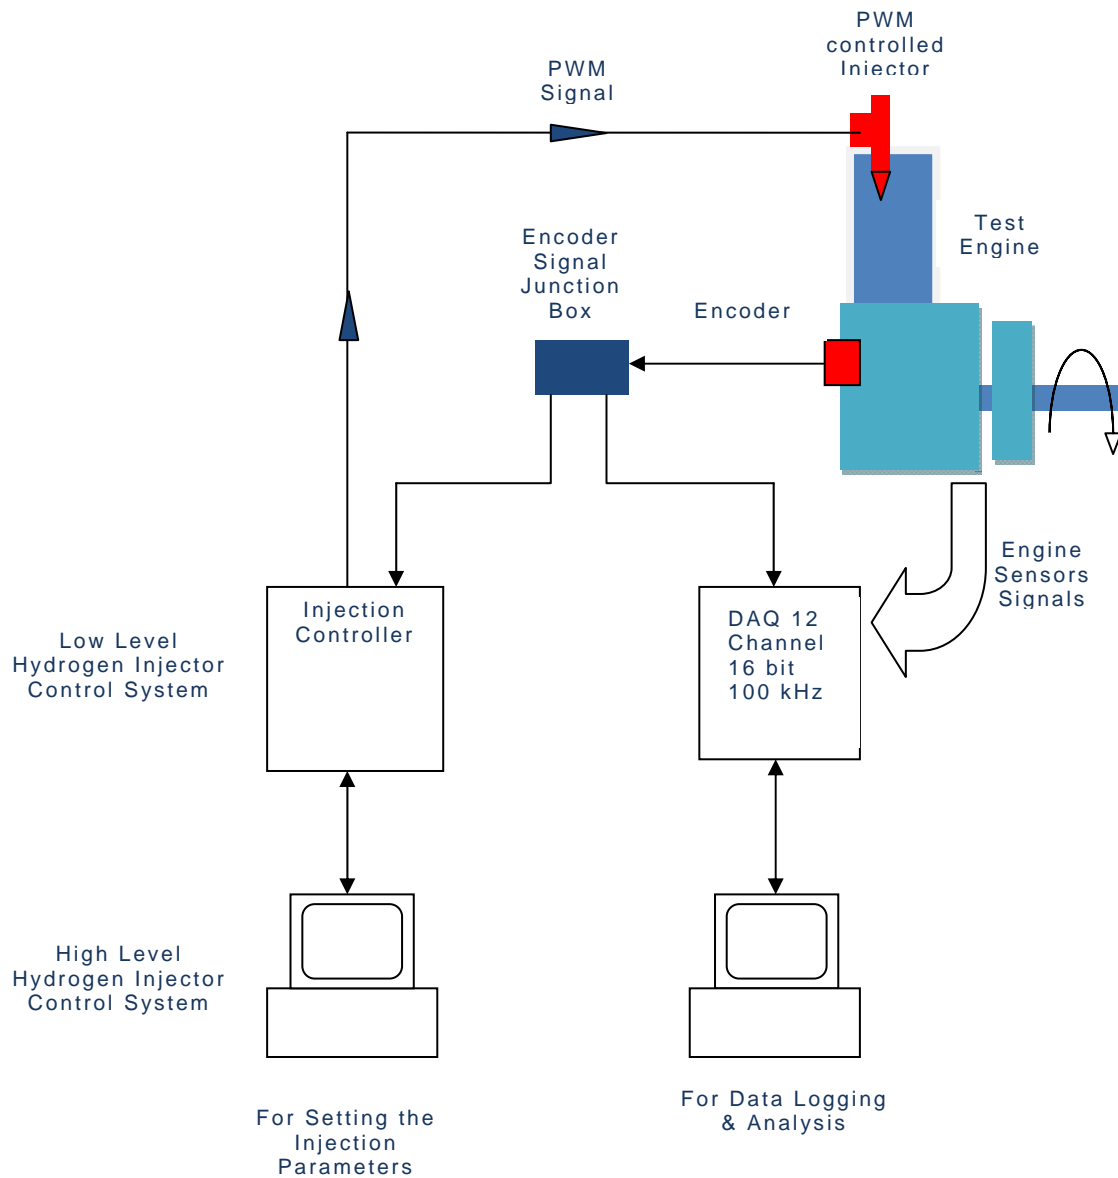 PWM
controlled
Injector
PWM
Signal
Test
Engine
Encoder
Signal
Junction
Box
Encoder
Engine
Sensors
Signals
Injection
Controller
DAQ 12
Channel
16 bit
100 kHz
Low Level
Hydrogen Injector
Control System
High Level
Hydrogen Injector
Control System
For Setting the
Injection
Parameters
For Data Logging
& Analysis